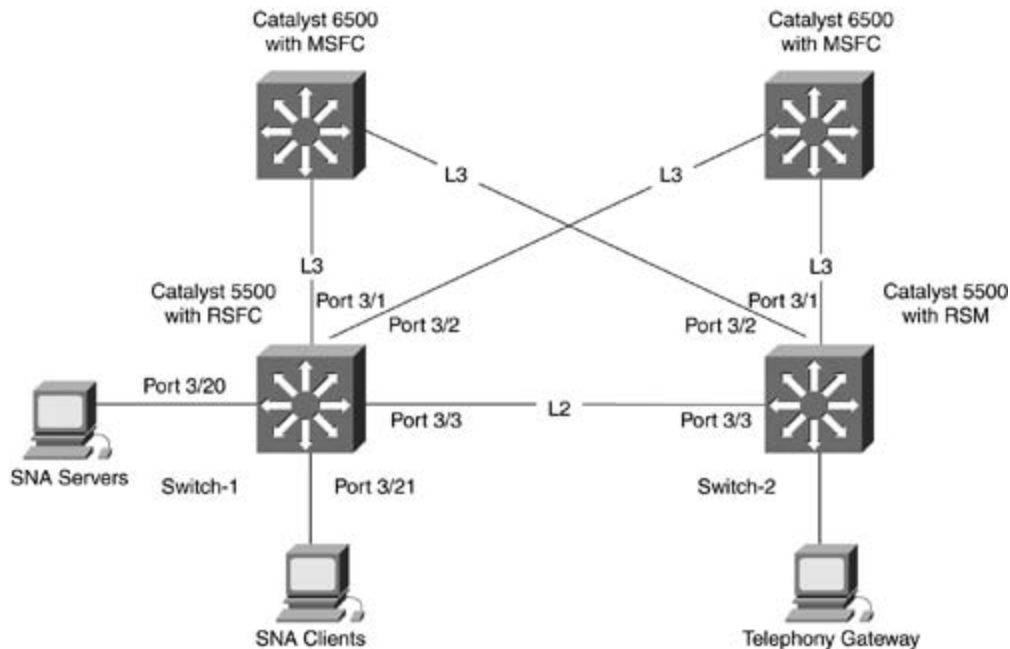 Catalyst 6500
with MSFC
Catalyst 6500
with MSFC
L3
L3
L3
L3
Catalyst 5500
with RSFC
Port 3/1
Port 3/2
Port 3/1
Port 3/2
Catalyst 5500
with RSM
Port 3/20
Port 3/3
L2
Port 3/3
SNA Servers
Switch-1
Port 3/21
Switch-2
SNA Clients
Telephony Gateway